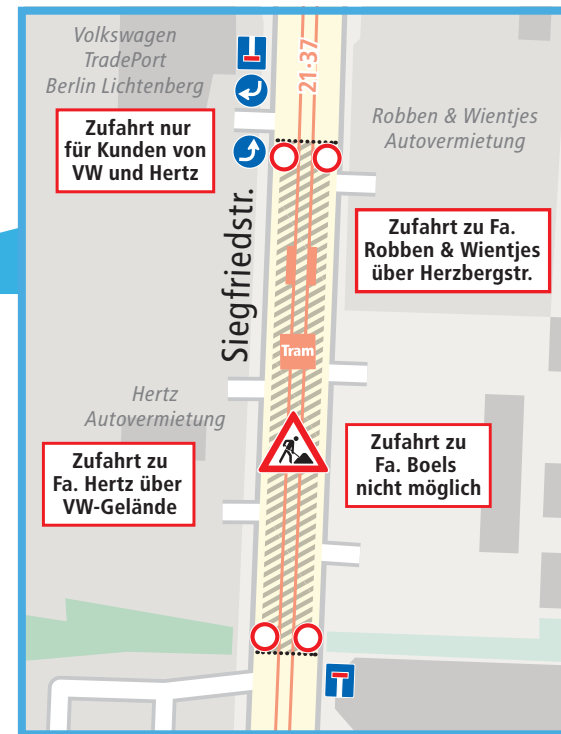 Volkswagen
TradePort
Berlin Lichtenberg
21·37
Zufahrt nur
für Kunden von
VW und Hertz
Robben & Wientjes
Autovermietung
Siegfriedstr.
Zufahrt zu Fa.
Robben & Wientjes
über Herzbergstr.
Tram
Hertz
Autovermietung
Zufahrt zu
Fa. Hertz über
VW-Gelände
Zufahrt zu
Fa. Boels
nicht möglich